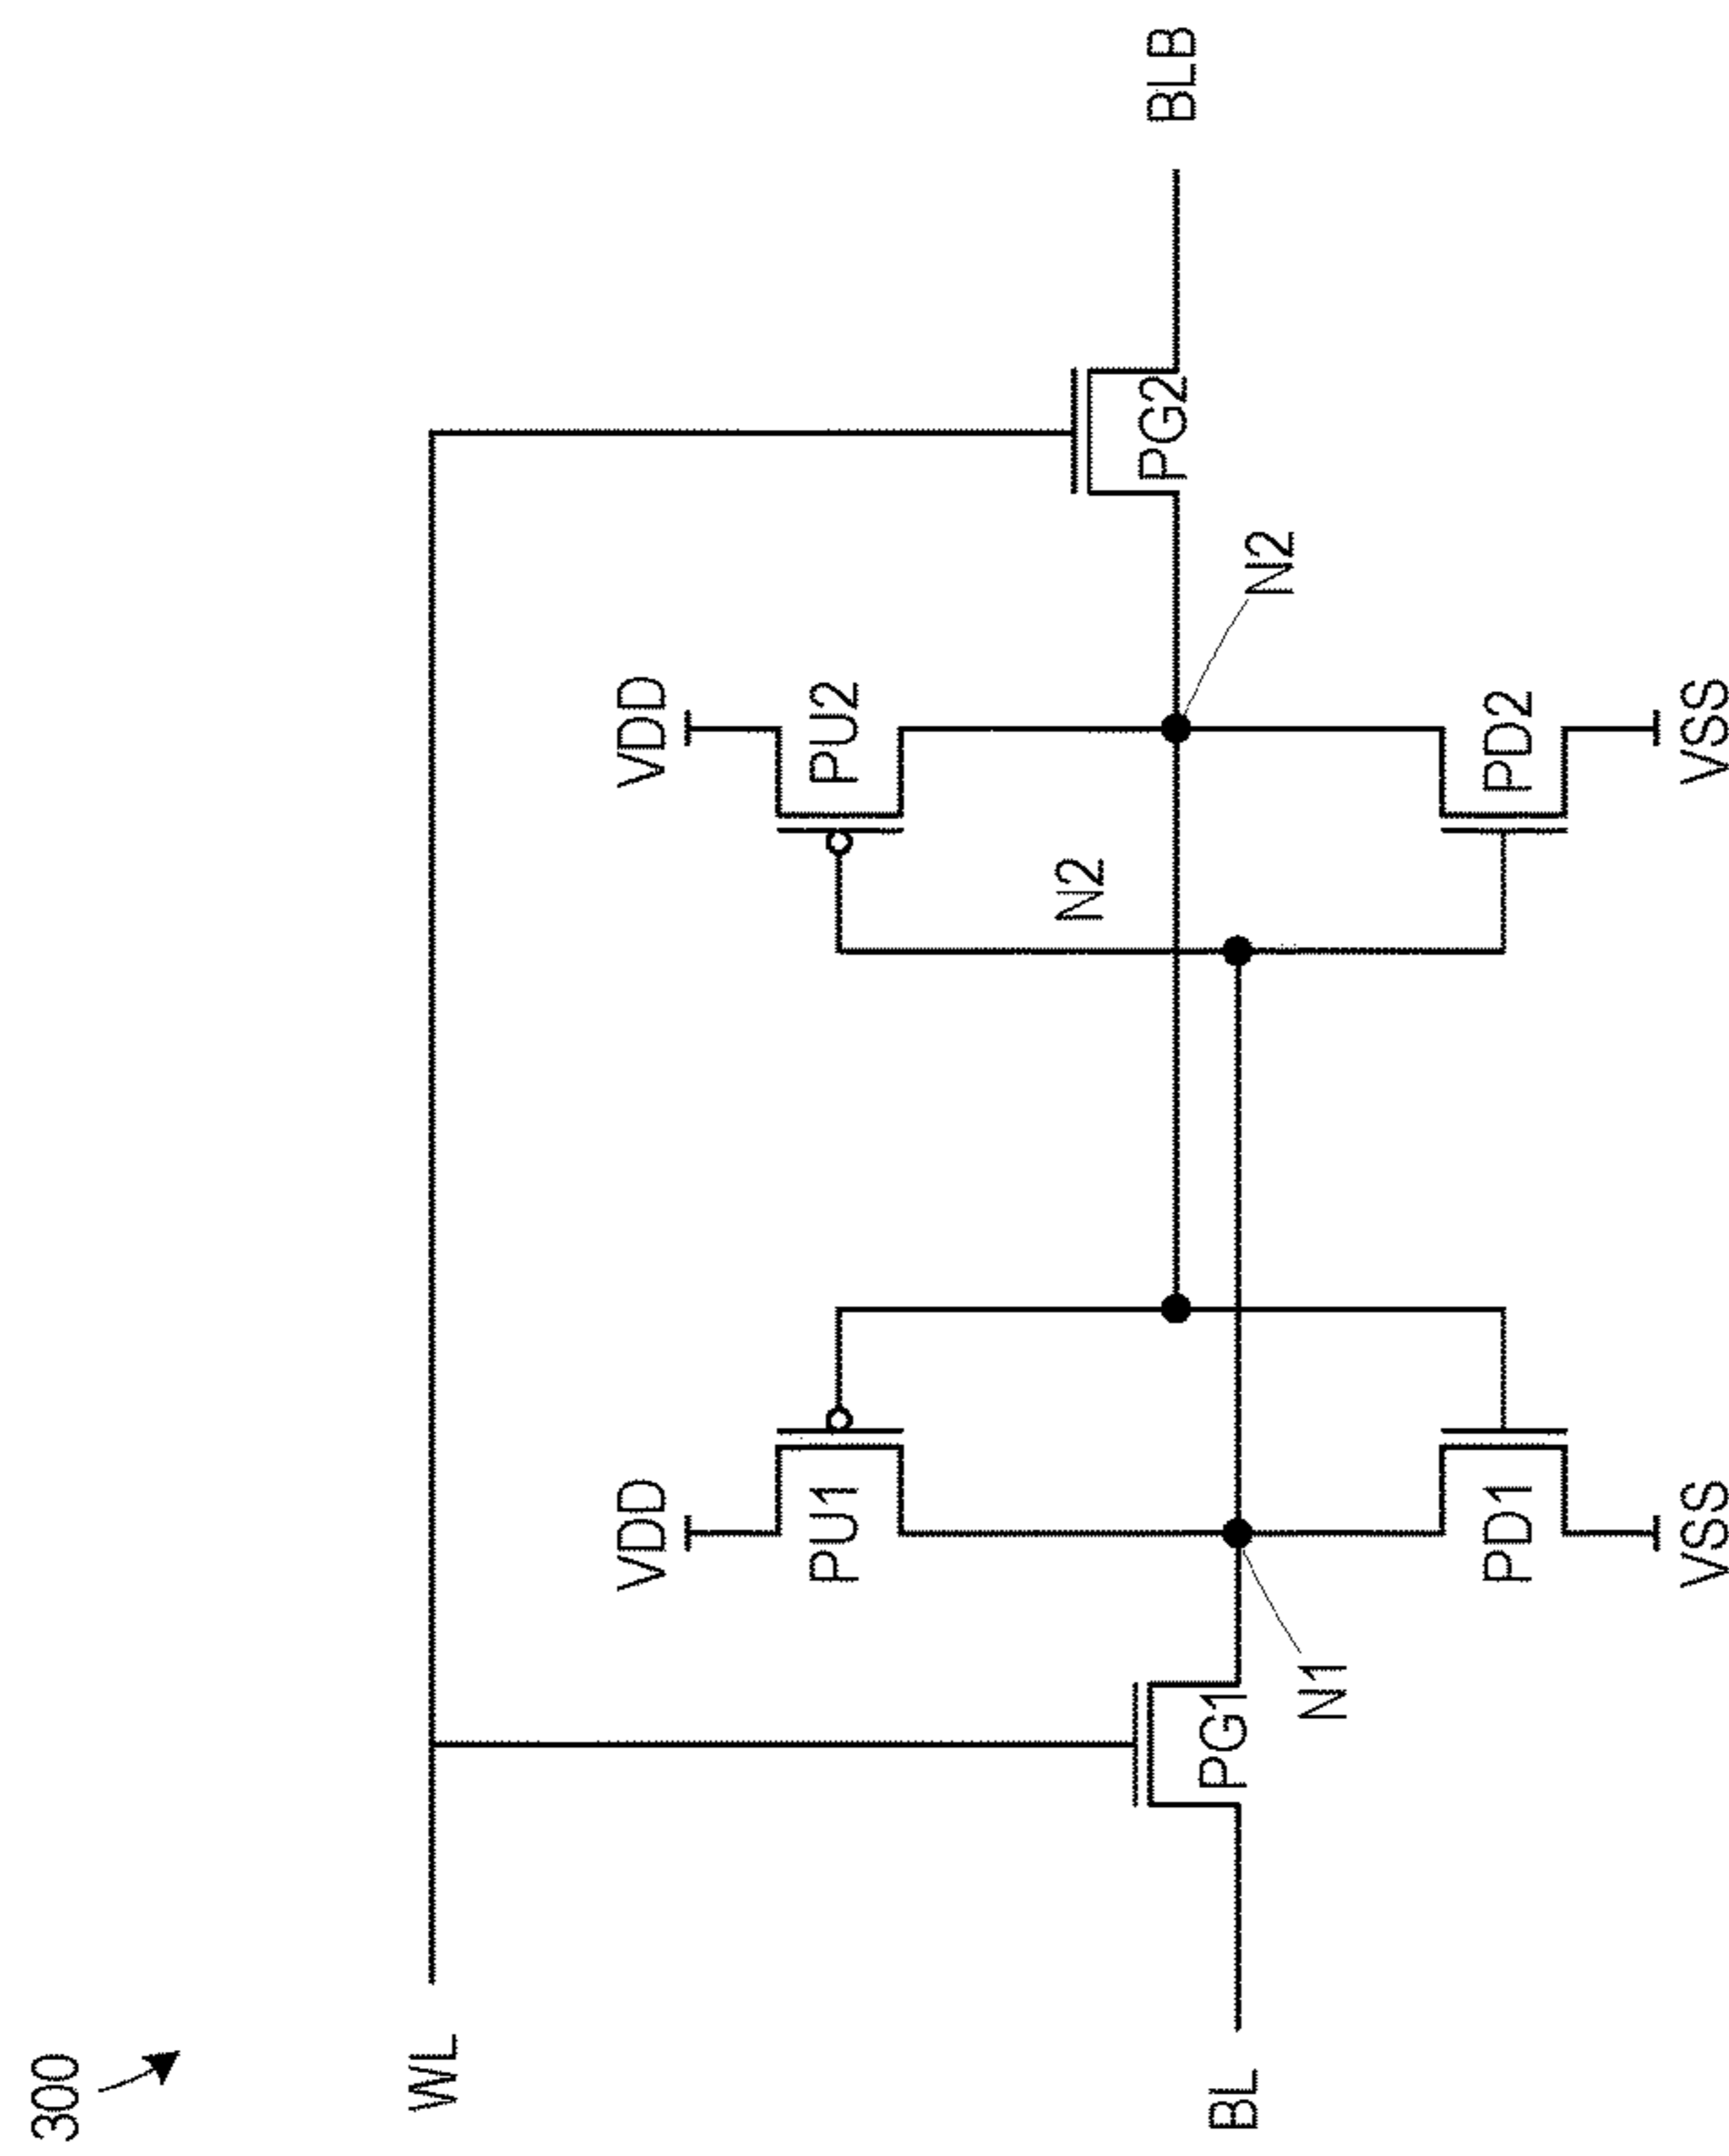 300
WL
VDD
VDD
PU1
PU2
N2
BLB
PG2
BL
PG1
N2
N1
PD1
PD2
VSS
VSS